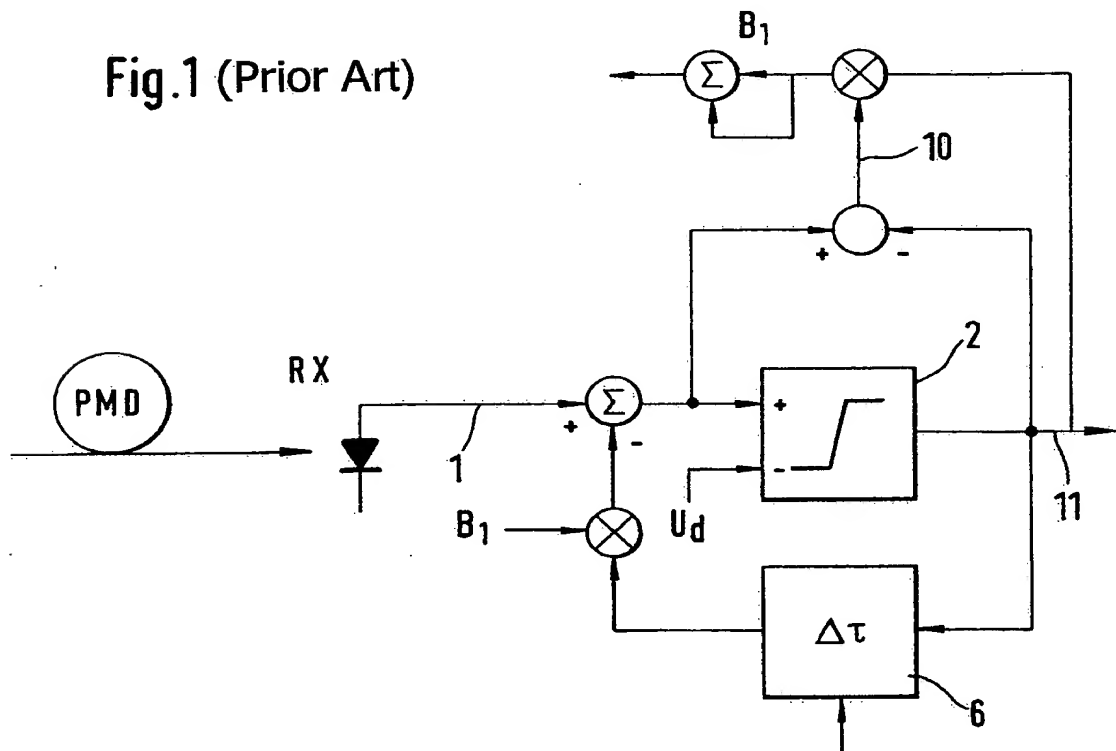 Fig.1 (Prior Art)
B1
Σ
10
+ -
PMD
RX
1
+ Σ
-
2
+
-
Ud
B1
11
Δτ
6